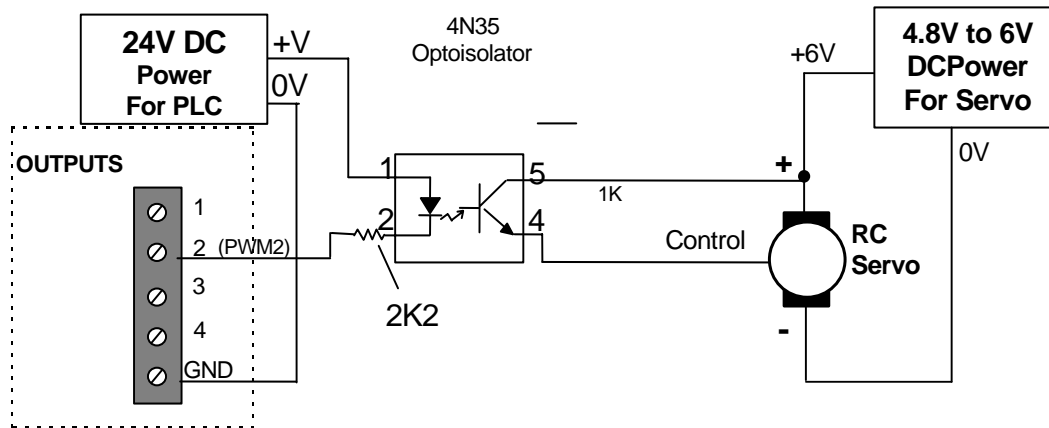 24V DC
Power
For PLC
+V
0V
4N35
Optoisolator
4.8V to 6V
DCPower
For Servo
+6V
0V
OUTPUTS
1
2 (PWM2)
3
4
GND
1
2
5
4
1K
2K2
Control
+
RC
Servo
-